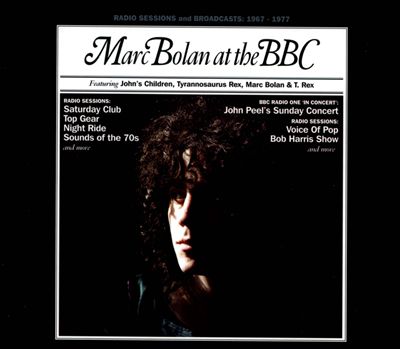 RADIO SESSIONS and BROADCASTS: 1967 - 1977
Marc Bolan at the BBC
Featuring John's Children, Tyrannosaurus Rex, Marc Bolan & T. Rex
RADIO SESSIONS:
Saturday Club
Top Gear
Night Ride
Sounds of the 70s
and more
BBC RADIO ONE 'IN CONCERT':
John Peel's Sunday Concert
RADIO SESSIONS:
Voice Of Pop
Bob Harris Show
and more